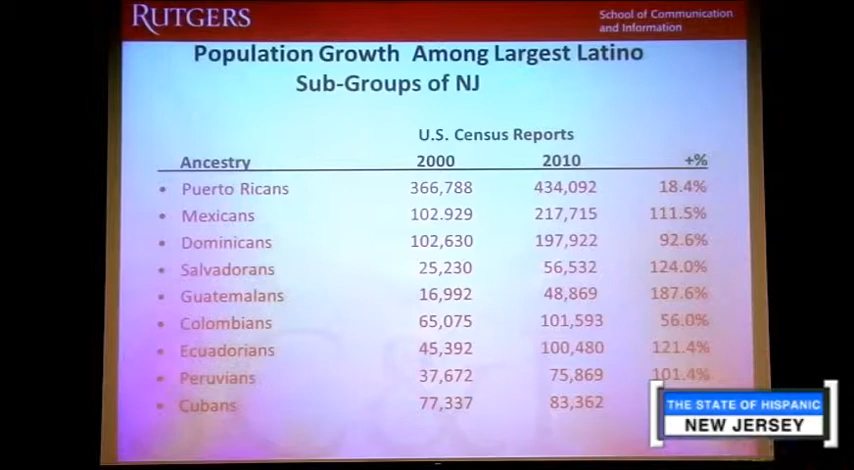 RUTGERS
School of Communication
and Information
Population Growth Among Largest Latino
Sub-Groups of NJ
U.S. Census Reports
Ancestry 2000 2010 +%
• Puerto Ricans 366,788 434,092 18.4%
• Mexicans 102.929 217,715 111.5%
• Dominicans 102,630 197,922 92.6%
• Salvadorans 25,230 56,532 124.0%
• Guatemalans 16,992 48,869 187.6%
• Colombians 65,075 101,593 56.0%
• Ecuadorians 45,392 100,480 121.4%
• Peruvians 37,672 75,869 101.4%
• Cubans 77,337 83,362
THE STATE OF HISPANIC
NEW JERSEY